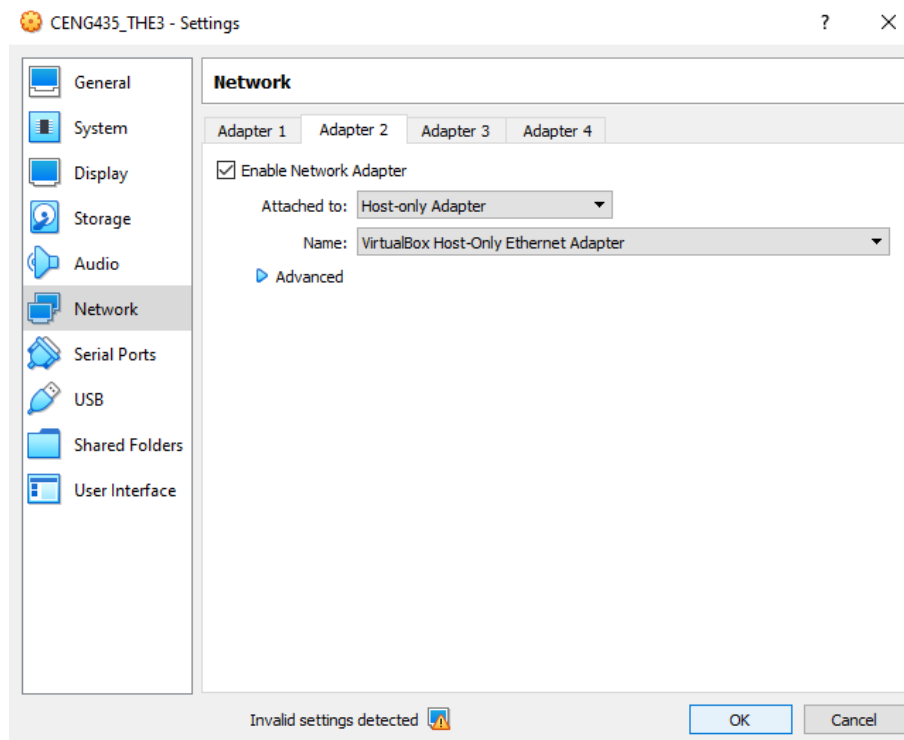 CENG435_THE3 - Settings
?
General
System
Display
Storage
Audio
Network
Serial Ports
USB
Shared Folders
User Interface
Network
Adapter 1 Adapter 2 Adapter 3 Adapter 4
Enable Network Adapter
Attached to: Host-only Adapter
Name: VirtualBox Host-Only Ethernet Adapter
Advanced
Invalid settings detected
OK Cancel